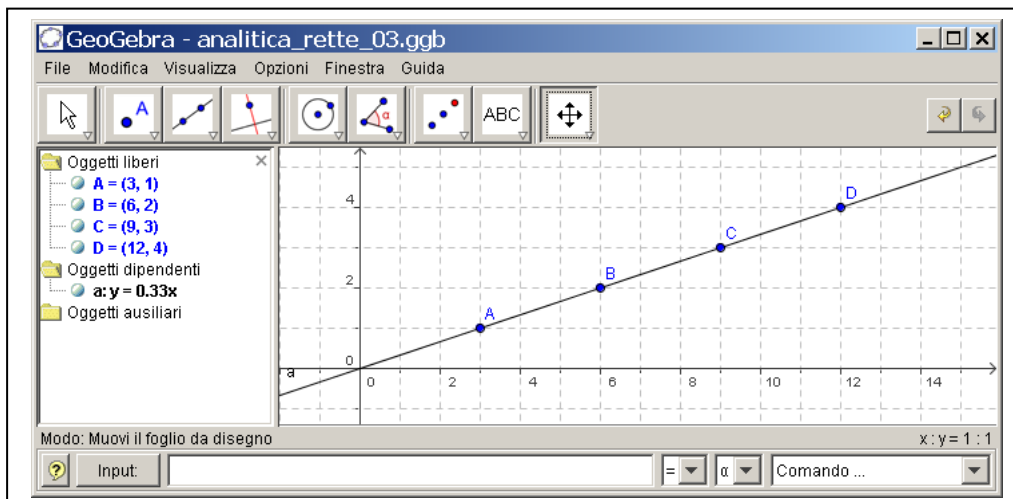 GeoGebra - analitica_rette_03.ggb
File Modifica Visualizza Opzioni Finestra Guida
A α ABC
Oggetti liberi
A = (3, 1)
B = (6, 2)
C = (9, 3)
D = (12, 4)
Oggetti dipendenti
a: y = 0.33x
Oggetti ausiliari
4
2
0
a
A
B
C
D
0 2 4 6 8 10 12 14
Modo: Muovi il foglio da disegno
x : y = 1 : 1
? Input: = α Comando ...